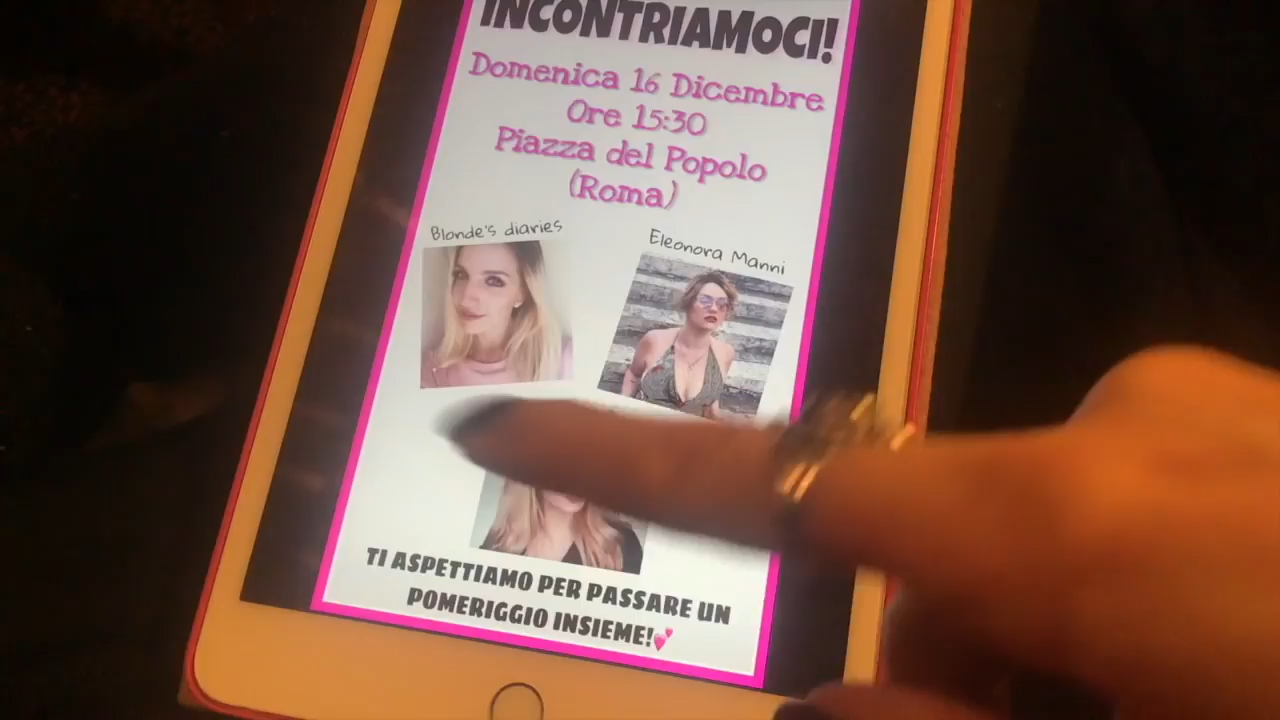 INCONTRIAMOCI!
Domenica 16 Dicembre
Ore 15:30
Piazza del Popolo
(Roma)
Blonde's diaries
Eleonora Manni
TI ASPETTIAMO PER PASSARE UN
POMERIGGIO INSIEME!💕